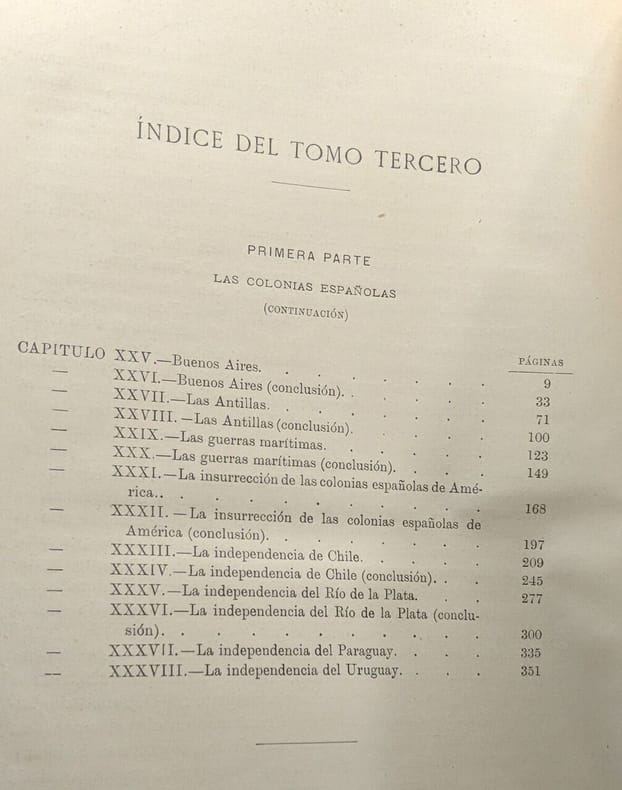 ÍNDICE DEL TOMO TERCERO
PRIMERA PARTE
LAS COLONIAS ESPAÑOLAS
(CONTINUACIÓN)
PÁGINAS
CAPITULO XXV.—Buenos Aires. . . . . . . 9
— XXVI.—Buenos Aires (conclusión). . . . . 33
— XXVII.—Las Antillas. . . . . . . 71
— XXVIII.—Las Antillas (conclusión). . . . . 100
— XXIX.—Las guerras marítimas. . . . . . 123
— XXX.—Las guerras marítimas (conclusión). . . . 149
— XXXI.—La insurrección de las colonias españolas de Amé-
rica.. . . . . . . . . . 168
— XXXII.—La insurrección de las colonias españolas de
América (conclusión). . . . . . . 197
— XXXIII.—La independencia de Chile. . . . . 209
— XXXIV.—La independencia de Chile (conclusión). . . 245
— XXXV.—La independencia del Río de la Plata. . . 277
— XXXVI.—La independencia del Río de la Plata (conclu-
sión). . . . . . . . . . 300
— XXXVII.—La independencia del Paraguay. . . . 335
— XXXVIII.—La independencia del Uruguay. . . . 351